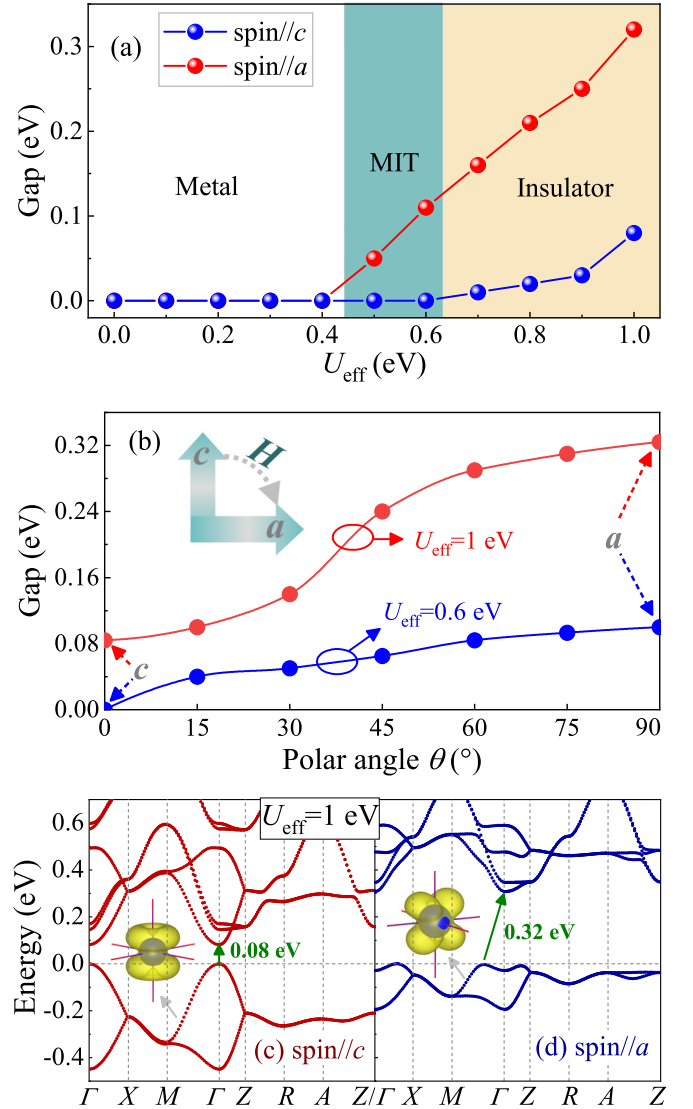 (a)
spin//c
spin//a
Metal
MIT
Insulator
Gap (eV)
0.3
0.2
0.1
0.0
0.0 0.2 0.4 0.6 0.8 1.0
U_eff (eV)
(b)
c
H
a
Gap (eV)
0.32
0.24
0.16
0.08
0.00
U_eff=1 eV
U_eff=0.6 eV
a
c
0 15 30 45 60 75 90
Polar angle θ (°)
U_eff=1 eV
Energy (eV)
0.6
0.4
0.2
0.0
-0.2
-0.4
0.08 eV
0.32 eV
(c) spin//c
(d) spin//a
Γ X M Γ Z R A Z/Γ X M Γ Z R A Z